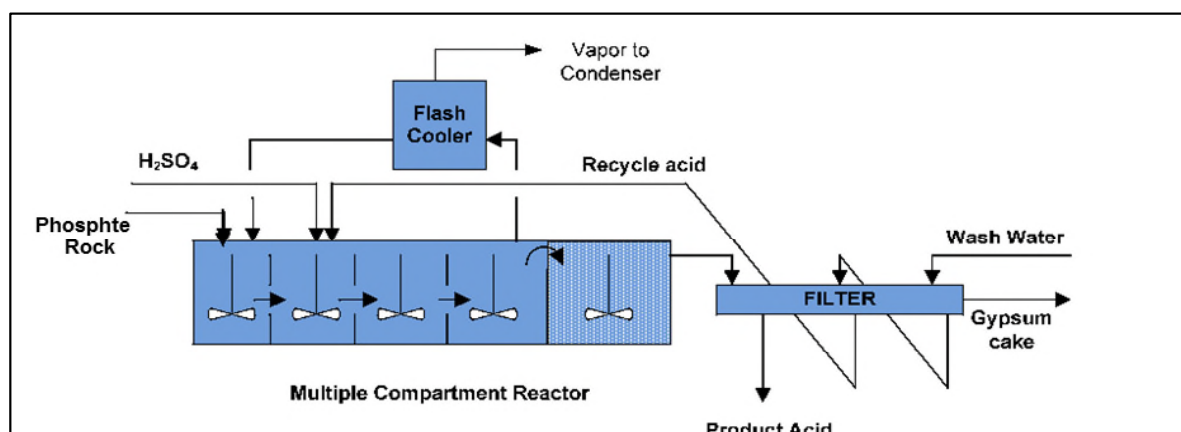 Vapor to
Condenser
Flash
Cooler
H₂SO₄
Recycle acid
Phosphte
Rock
Wash Water
FILTER
Gypsum
cake
Multiple Compartment Reactor
Product Acid